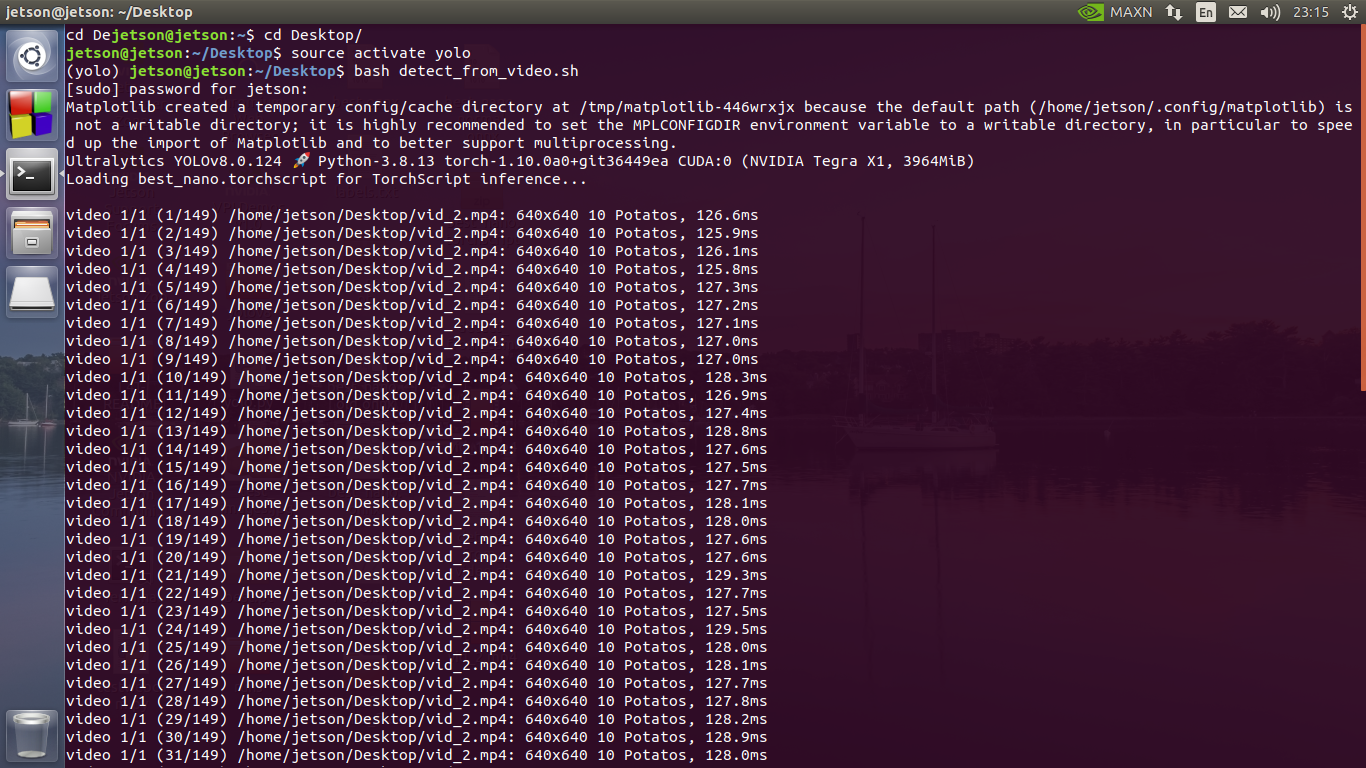 jetson@jetson: ~/Desktop
MAXN
En
23:15
cd Dejetson@jetson:~$ cd Desktop/
jetson@jetson:~/Desktop$ source activate yolo
(yolo) jetson@jetson:~/Desktop$ bash detect_from_video.sh
[sudo] password for jetson:
Matplotlib created a temporary config/cache directory at /tmp/matplotlib-446wrxjx because the default path (/home/jetson/.config/matplotlib) is
not a writable directory; it is highly recommended to set the MPLCONFIGDIR environment variable to a writable directory, in particular to spee
d up the import of Matplotlib and to better support multiprocessing.
Ultralytics YOLOv8.0.124 🚀 Python-3.8.13 torch-1.10.0a0+git36449ea CUDA:0 (NVIDIA Tegra X1, 3964MiB)
Loading best_nano.torchscript for TorchScript inference...
video 1/1 (1/149) /home/jetson/Desktop/vid_2.mp4: 640x640 10 Potatos, 126.6ms
video 1/1 (2/149) /home/jetson/Desktop/vid_2.mp4: 640x640 10 Potatos, 125.9ms
video 1/1 (3/149) /home/jetson/Desktop/vid_2.mp4: 640x640 10 Potatos, 126.1ms
video 1/1 (4/149) /home/jetson/Desktop/vid_2.mp4: 640x640 10 Potatos, 125.8ms
video 1/1 (5/149) /home/jetson/Desktop/vid_2.mp4: 640x640 10 Potatos, 127.3ms
video 1/1 (6/149) /home/jetson/Desktop/vid_2.mp4: 640x640 10 Potatos, 127.2ms
video 1/1 (7/149) /home/jetson/Desktop/vid_2.mp4: 640x640 10 Potatos, 127.1ms
video 1/1 (8/149) /home/jetson/Desktop/vid_2.mp4: 640x640 10 Potatos, 127.0ms
video 1/1 (9/149) /home/jetson/Desktop/vid_2.mp4: 640x640 10 Potatos, 127.0ms
video 1/1 (10/149) /home/jetson/Desktop/vid_2.mp4: 640x640 10 Potatos, 128.3ms
video 1/1 (11/149) /home/jetson/Desktop/vid_2.mp4: 640x640 10 Potatos, 126.9ms
video 1/1 (12/149) /home/jetson/Desktop/vid_2.mp4: 640x640 10 Potatos, 127.4ms
video 1/1 (13/149) /home/jetson/Desktop/vid_2.mp4: 640x640 10 Potatos, 128.8ms
video 1/1 (14/149) /home/jetson/Desktop/vid_2.mp4: 640x640 10 Potatos, 127.6ms
video 1/1 (15/149) /home/jetson/Desktop/vid_2.mp4: 640x640 10 Potatos, 127.5ms
video 1/1 (16/149) /home/jetson/Desktop/vid_2.mp4: 640x640 10 Potatos, 127.7ms
video 1/1 (17/149) /home/jetson/Desktop/vid_2.mp4: 640x640 10 Potatos, 128.1ms
video 1/1 (18/149) /home/jetson/Desktop/vid_2.mp4: 640x640 10 Potatos, 128.0ms
video 1/1 (19/149) /home/jetson/Desktop/vid_2.mp4: 640x640 10 Potatos, 127.6ms
video 1/1 (20/149) /home/jetson/Desktop/vid_2.mp4: 640x640 10 Potatos, 127.6ms
video 1/1 (21/149) /home/jetson/Desktop/vid_2.mp4: 640x640 10 Potatos, 129.3ms
video 1/1 (22/149) /home/jetson/Desktop/vid_2.mp4: 640x640 10 Potatos, 127.7ms
video 1/1 (23/149) /home/jetson/Desktop/vid_2.mp4: 640x640 10 Potatos, 127.5ms
video 1/1 (24/149) /home/jetson/Desktop/vid_2.mp4: 640x640 10 Potatos, 129.5ms
video 1/1 (25/149) /home/jetson/Desktop/vid_2.mp4: 640x640 10 Potatos, 128.0ms
video 1/1 (26/149) /home/jetson/Desktop/vid_2.mp4: 640x640 10 Potatos, 128.1ms
video 1/1 (27/149) /home/jetson/Desktop/vid_2.mp4: 640x640 10 Potatos, 127.7ms
video 1/1 (28/149) /home/jetson/Desktop/vid_2.mp4: 640x640 10 Potatos, 127.8ms
video 1/1 (29/149) /home/jetson/Desktop/vid_2.mp4: 640x640 10 Potatos, 128.2ms
video 1/1 (30/149) /home/jetson/Desktop/vid_2.mp4: 640x640 10 Potatos, 128.9ms
video 1/1 (31/149) /home/jetson/Desktop/vid_2.mp4: 640x640 10 Potatos, 128.0ms